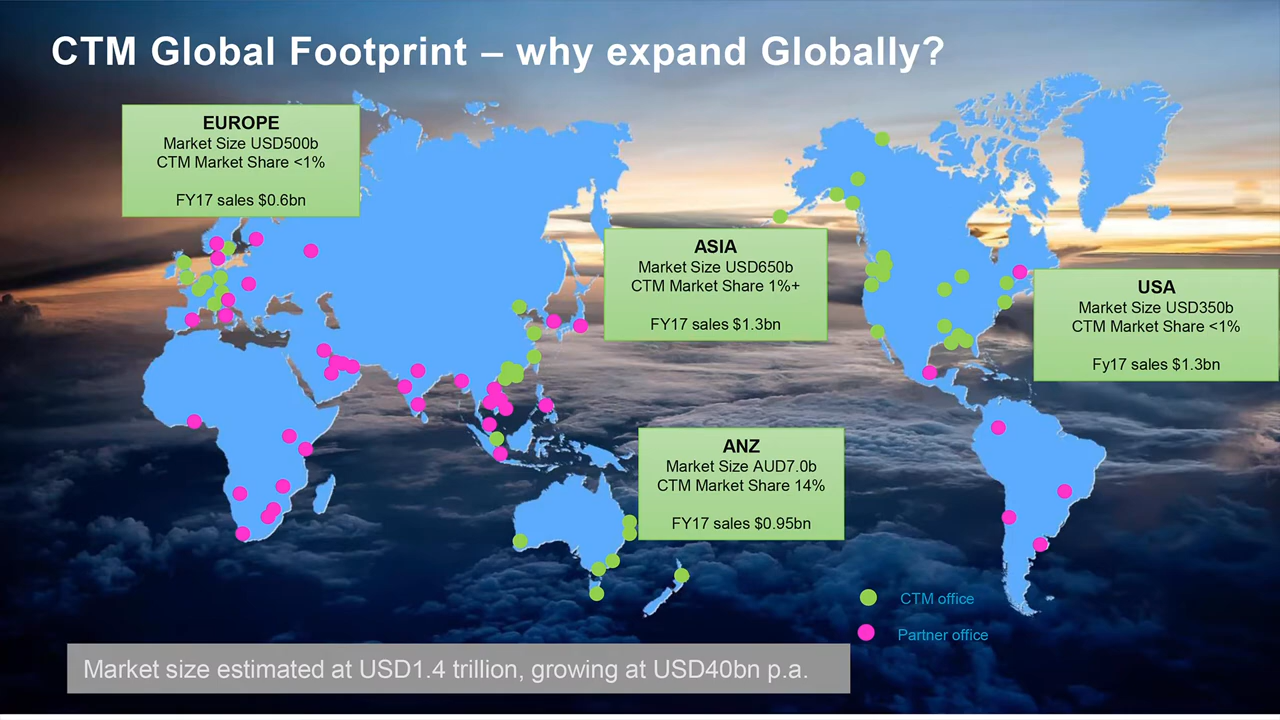 CTM Global Footprint – why expand Globally?
EUROPE
Market Size USD500b
CTM Market Share <1%
FY17 sales $0.6bn
ASIA
Market Size USD650b
CTM Market Share 1%+
FY17 sales $1.3bn
USA
Market Size USD350b
CTM Market Share <1%
Fy17 sales $1.3bn
ANZ
Market Size AUD7.0b
CTM Market Share 14%
FY17 sales $0.95bn
CTM office
Partner office
Market size estimated at USD1.4 trillion, growing at USD40bn p.a.